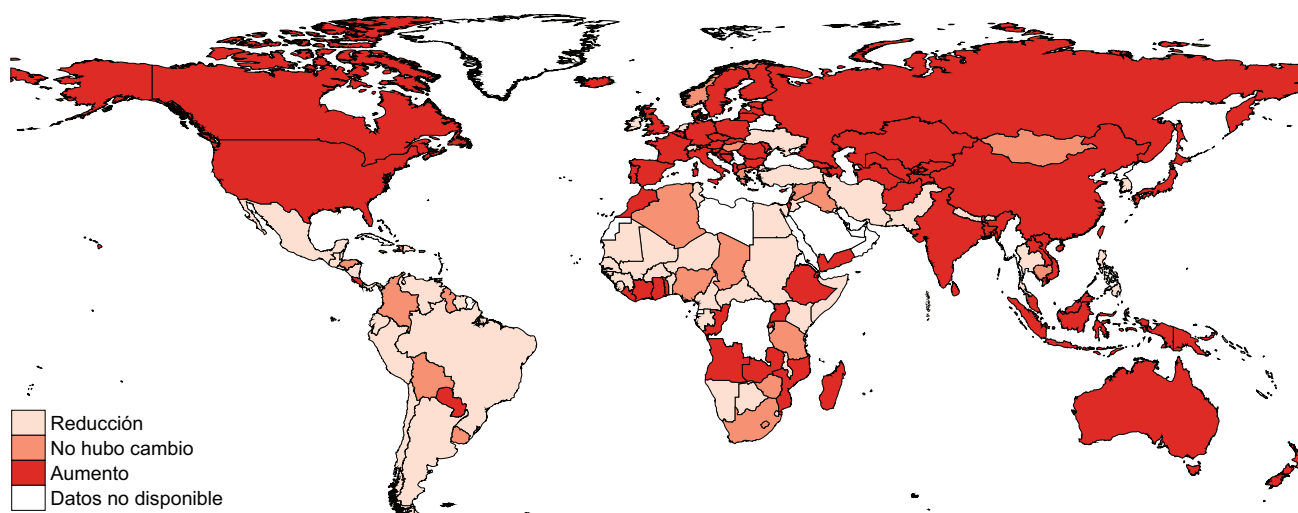 Reducción
No hubo cambio
Aumento
Datos no disponible